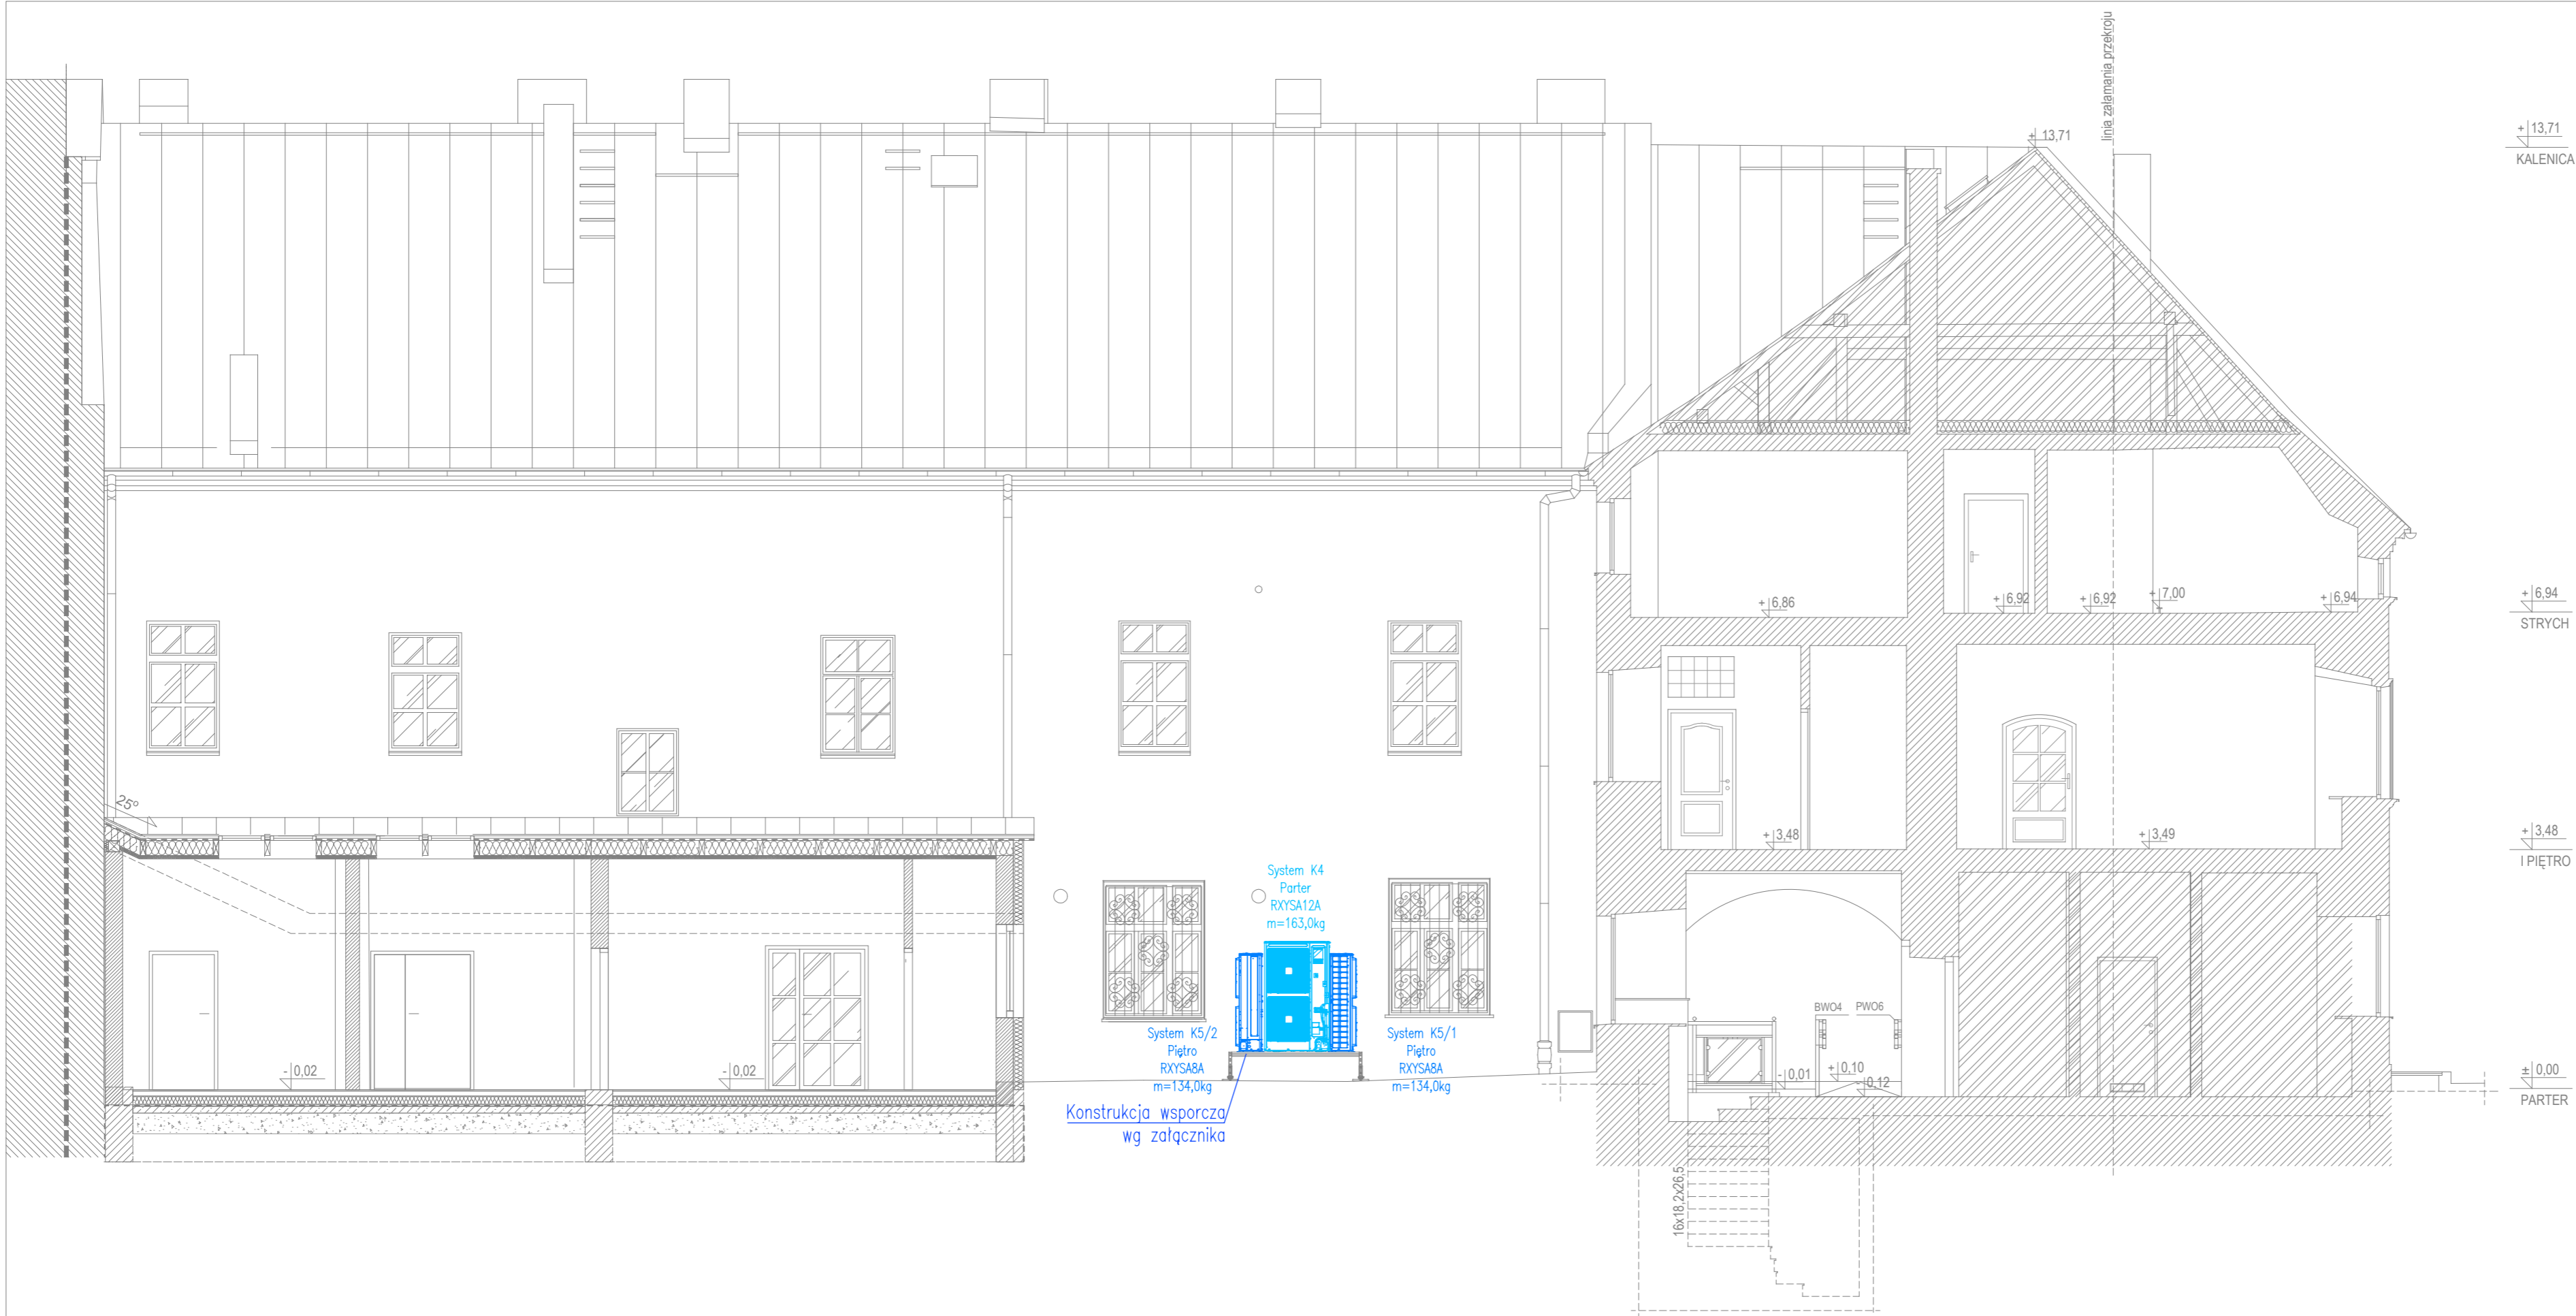 linia załamania przekroju
+ 13,71
+ 13,71
KALENICA
+ 6,86
+ 6,92
+ 6,92
+ 7,00
+ 6,94
+ 6,94
STRYCH
25°
+ 3,48
+ 3,49
+ 3,48
I PIĘTRO
System K4
Parter
RXYSA12A
m=163,0kg
System K5/2
Piętro
RXYSA8A
m=134,0kg
System K5/1
Piętro
RXYSA8A
m=134,0kg
Konstrukcja wsporcza
wg załącznika
BWO4
PWO6
- 0,02
- 0,02
- 0,01
+ 0,10
- 0,12
± 0,00
PARTER
16x18,2x26,5